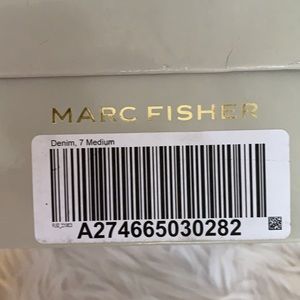 MARC FISHER
Denim, 7 Medium
A274665030282